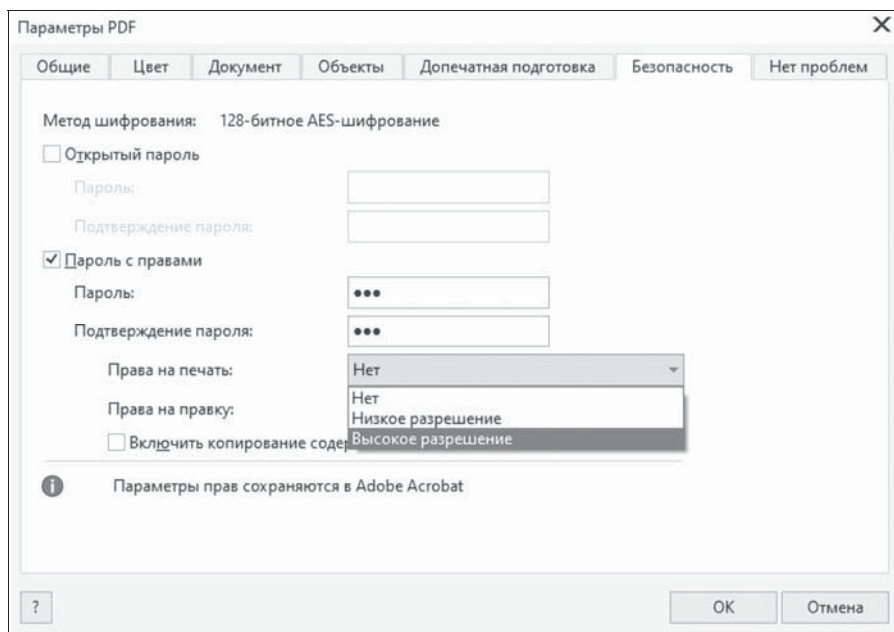 Параметры PDF
Общие Цвет Документ Объекты Допечатная подготовка Безопасность Нет проблем
Метод шифрования: 128-битное AES-шифрование
Открытый пароль
Пароль:
Подтверждение пароля:
Пароль с правами
Пароль: •••
Подтверждение пароля: •••
Права на печать: Нет
Нет
Права на правку: Низкое разрешение
Включить копирование Высокое разрешение
Параметры прав сохраняются в Adobe Acrobat
? OK Отмена